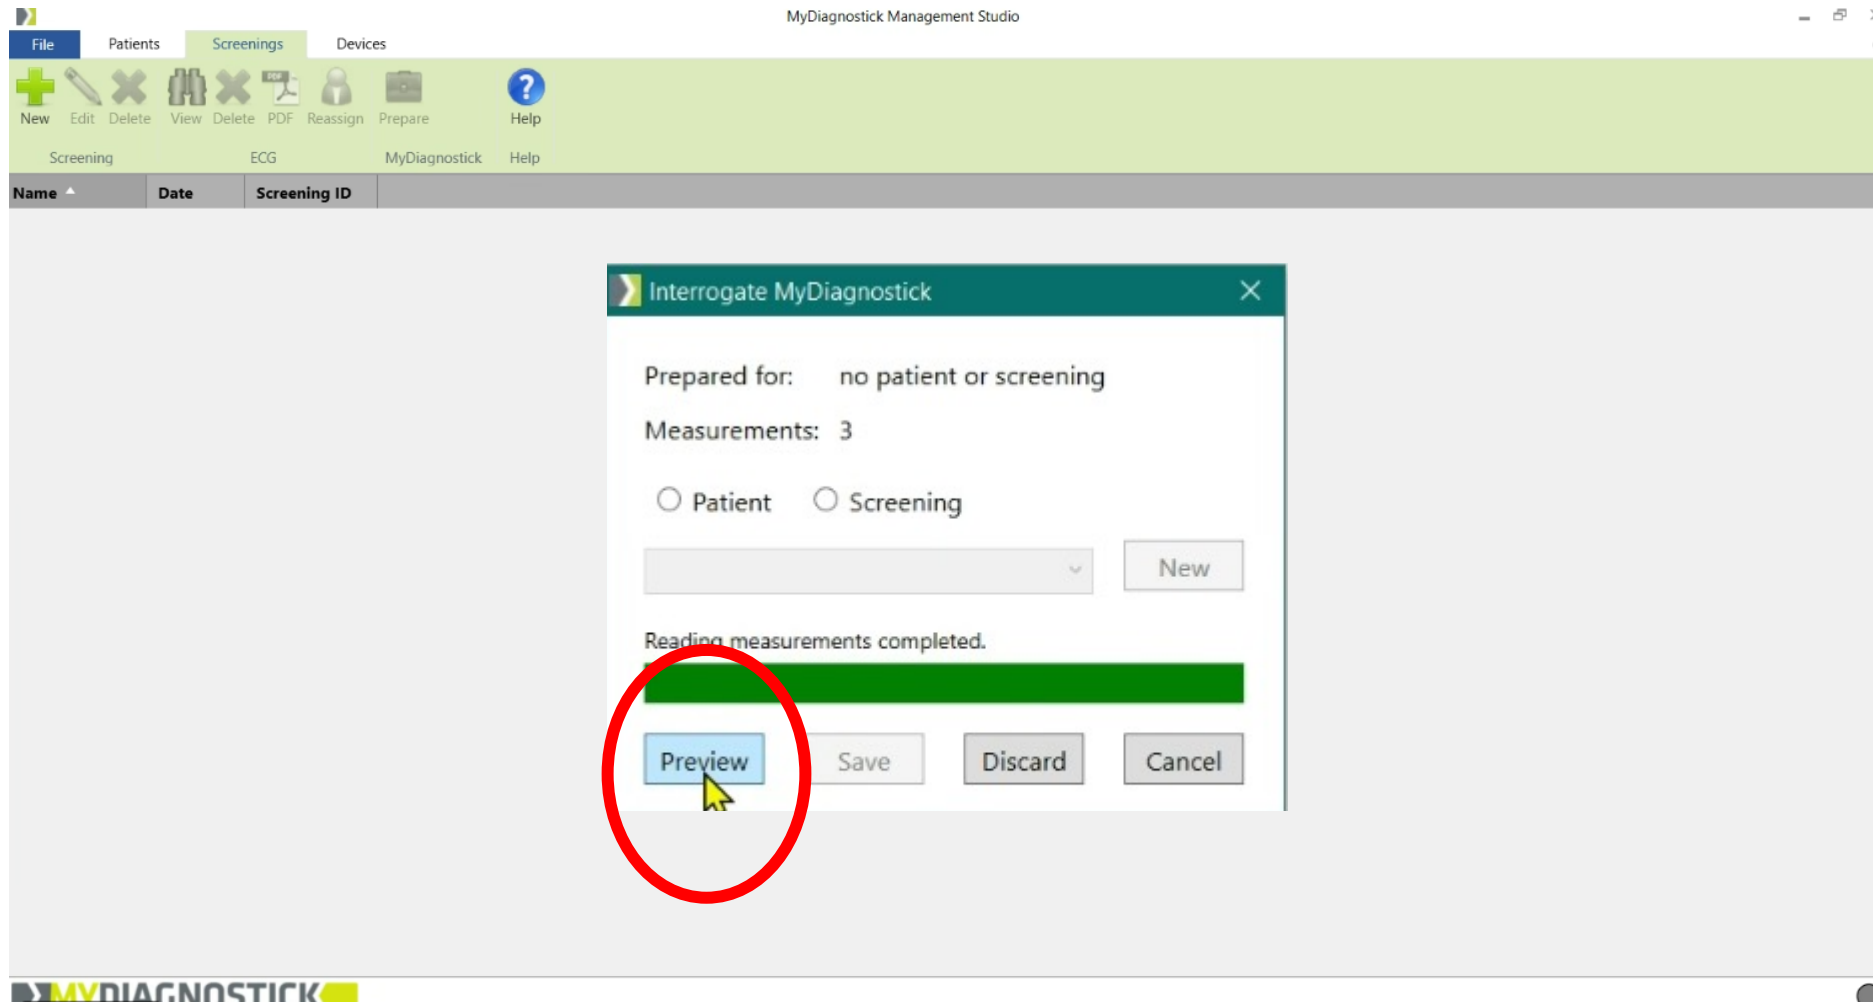 MyDiagnostick Management Studio
File Patients Screenings Devices
New Edit Delete View Delete PDF Reassign Prepare Help
Screening ECG MyDiagnostick Help
Name Date Screening ID
Interrogate MyDiagnostick
Prepared for: no patient or screening
Measurements: 3
Patient Screening
New
Reading measurements completed.
Preview Save Discard Cancel
MYDIAGNOSTICK